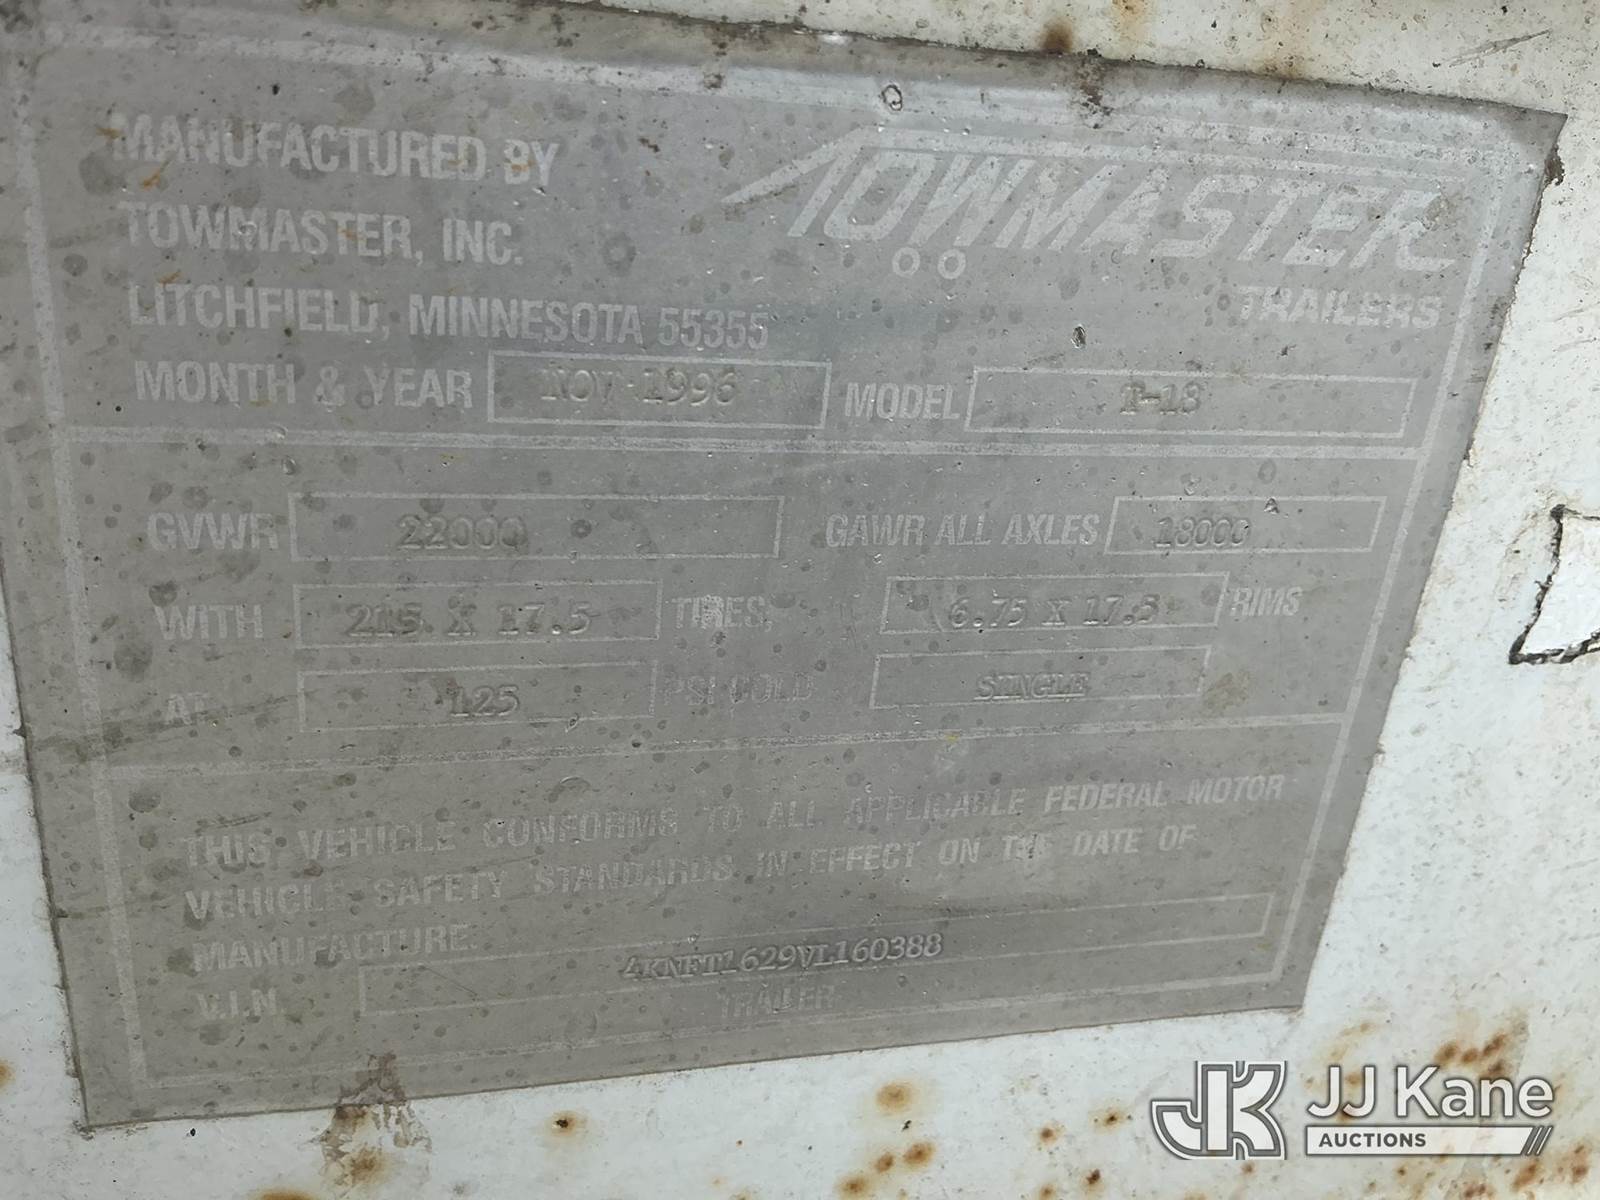 MANUFACTURED BY
TOWMASTER, INC.
LITCHFIELD, MINNESOTA 55355
TOWMASTER
TRAILERS
MONTH & YEAR NOV 1996 MODEL T-18
GVWR 22000 GAWR ALL AXLES 18000
WITH 215 X 17.5 TIRES, 6.75 X 17.5 RIMS
AT 125 PSI COLD SINGLE
THIS VEHICLE CONFORMS TO ALL APPLICABLE FEDERAL MOTOR
VEHICLE SAFETY STANDARDS IN EFFECT ON THE DATE OF
MANUFACTURE.
V.I.N. 4KNFT1629VL160388
TRAILER
JK JJ Kane
AUCTIONS